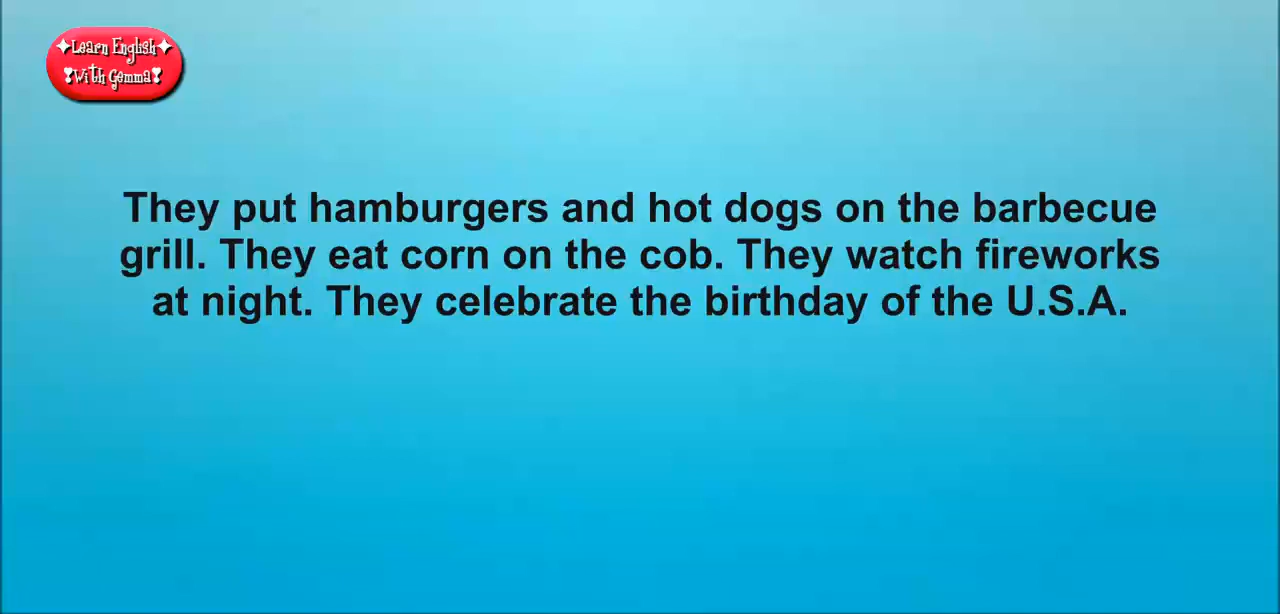 ✦Learn English✦
❣With Gemma❣
They put hamburgers and hot dogs on the barbecue
grill. They eat corn on the cob. They watch fireworks
at night. They celebrate the birthday of the U.S.A.